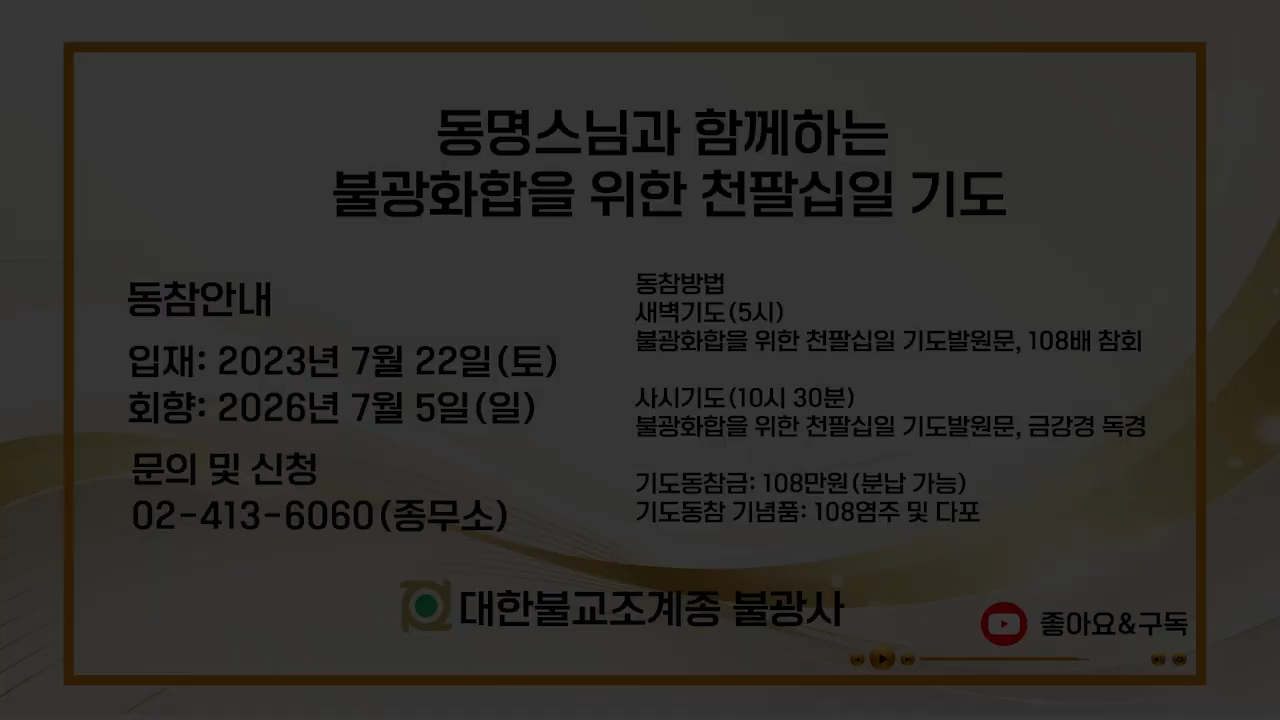 동명스님과 함께하는
불광화합을 위한 천팔십일 기도
동참안내
입재: 2023년 7월 22일(토)
회향: 2026년 7월 5일(일)
문의 및 신청
02-413-6060(종무소)
동참방법
새벽기도(5시)
불광화합을 위한 천팔십일 기도발원문, 108배 참회
사시기도(10시 30분)
불광화합을 위한 천팔십일 기도발원문, 금강경 독경
기도동참금: 108만원(분납 가능)
기도동참 기념품: 108염주 및 다포
대한불교조계종 불광사
좋아요&구독